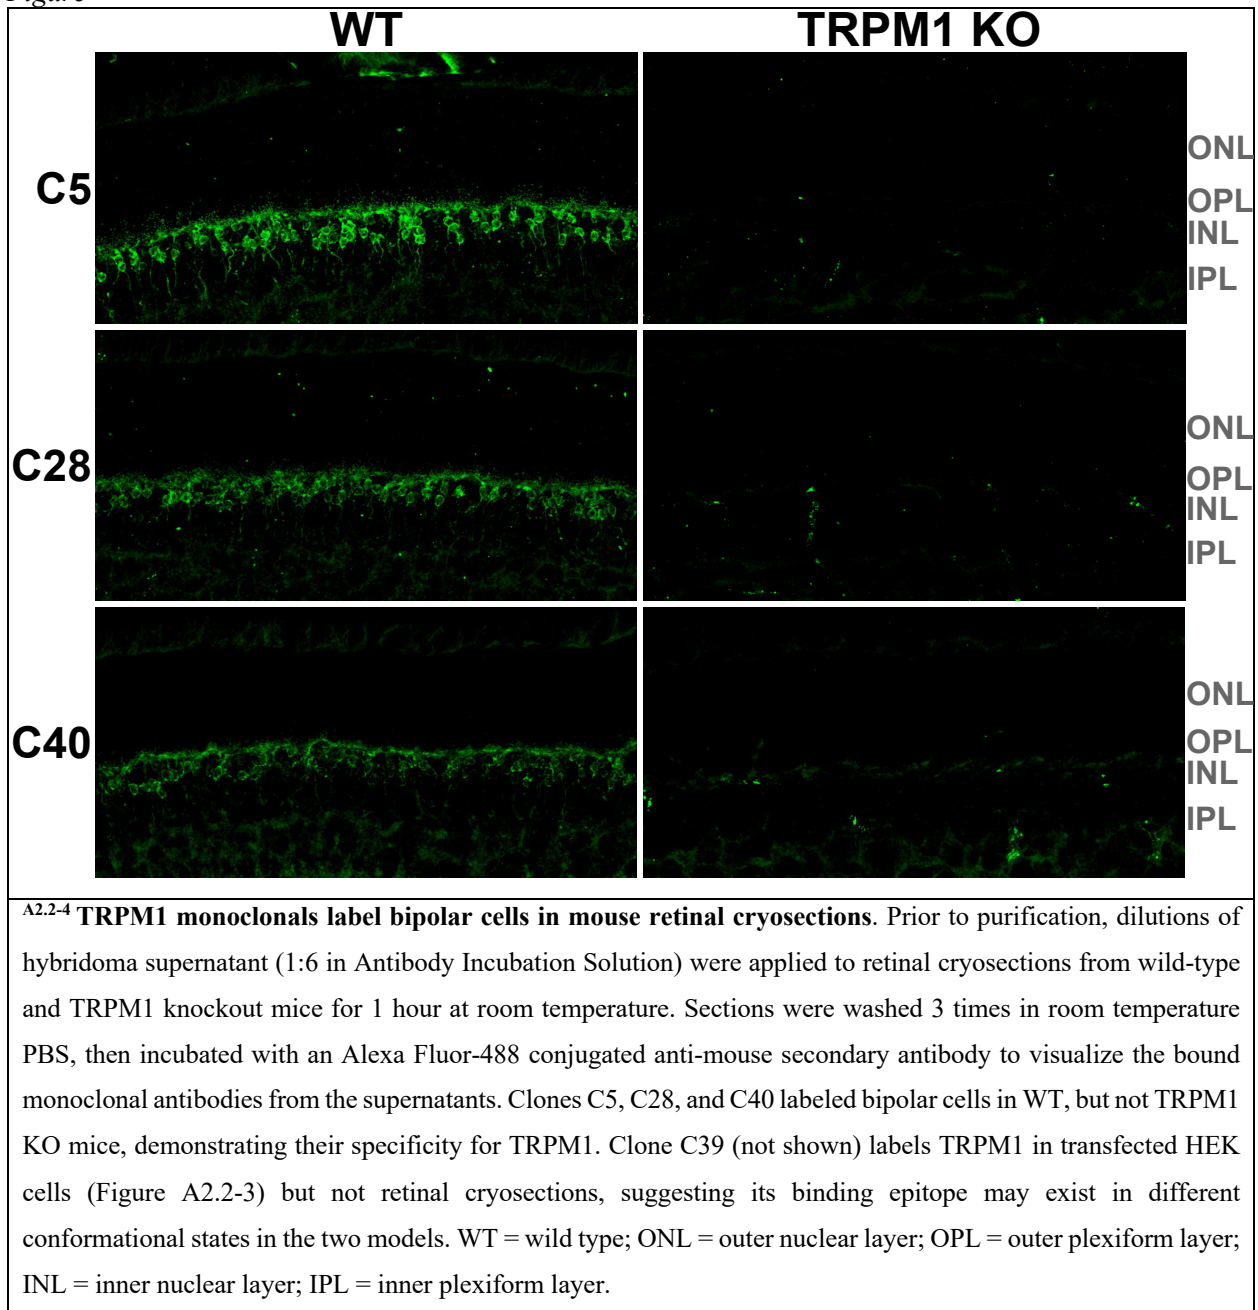 Figure
WT TRPM1 KO
C5
ONL
OPL
INL
IPL
C28
ONL
OPL
INL
IPL
C40
ONL
OPL
INL
IPL
A2.2-4 TRPM1 monoclonals label bipolar cells in mouse retinal cryosections. Prior to purification, dilutions of
hybridoma supernatant (1:6 in Antibody Incubation Solution) were applied to retinal cryosections from wild-type
and TRPM1 knockout mice for 1 hour at room temperature. Sections were washed 3 times in room temperature
PBS, then incubated with an Alexa Fluor-488 conjugated anti-mouse secondary antibody to visualize the bound
monoclonal antibodies from the supernatants. Clones C5, C28, and C40 labeled bipolar cells in WT, but not TRPM1
KO mice, demonstrating their specificity for TRPM1. Clone C39 (not shown) labels TRPM1 in transfected HEK
cells (Figure A2.2-3) but not retinal cryosections, suggesting its binding epitope may exist in different
conformational states in the two models. WT = wild type; ONL = outer nuclear layer; OPL = outer plexiform layer;
INL = inner nuclear layer; IPL = inner plexiform layer.